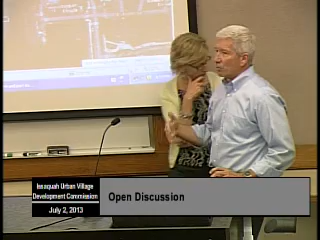 Issaquah Urban Village
Development Commission
July 2, 2013
Open Discussion